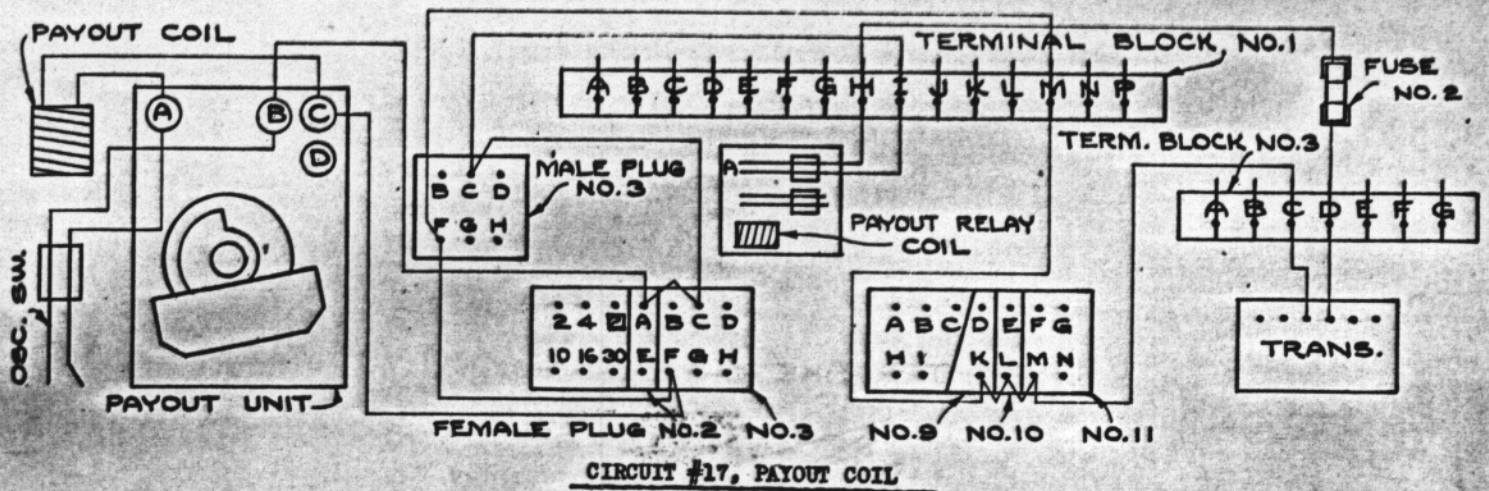 PAYOUT COIL
TERMINAL BLOCK, NO.1
FUSE
NO.2
A B C D E F G H I J K L M N P
A B C
D
TERM. BLOCK NO.3
MALE PLUG
NO.3
B C D
F G H
A
PAYOUT RELAY
COIL
A B C D E F G
OSC. SW.
2 4 21 A B C D
10 16 30 E F G H
A B C D E F G
H I K L M N
TRANS.
PAYOUT UNIT
FEMALE PLUG NO.2 NO.3 NO.9 NO.10 NO.11
CIRCUIT #17, PAYOUT COIL